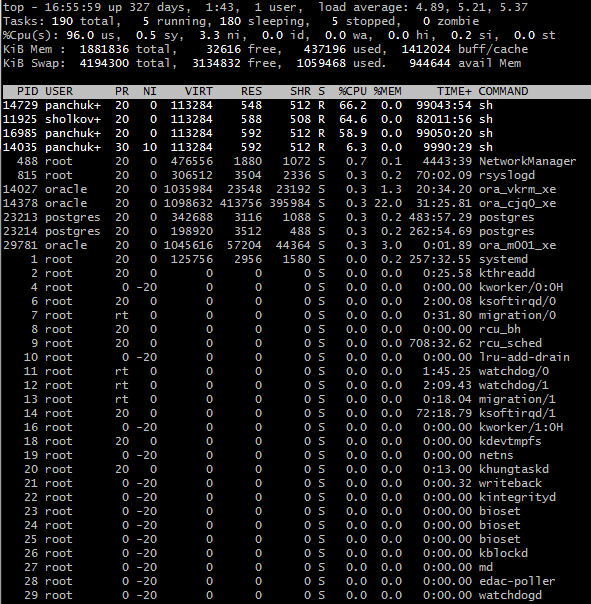 top - 16:55:59 up 327 days,  1:43,  1 user,  load average: 4.89, 5.21, 5.37
Tasks: 190 total,   5 running, 180 sleeping,   5 stopped,   0 zombie
%Cpu(s): 96.0 us,  0.5 sy,  3.3 ni,  0.0 id,  0.0 wa,  0.0 hi,  0.2 si,  0.0 st
KiB Mem :  1881836 total,    32616 free,   437196 used,  1412024 buff/cache
KiB Swap:  4194300 total,  3134832 free,  1059468 used.   944644 avail Mem
PID USER      PR  NI    VIRT    RES    SHR S  %CPU %MEM     TIME+ COMMAND
14729 panchuk+  20   0  113284    548    512 R  66.2  0.0  99043:54 sh
11925 sholkov+  20   0  113284    588    508 R  64.6  0.0  82011:56 sh
16985 panchuk+  20   0  113284    592    512 R  58.9  0.0  99050:20 sh
14035 panchuk+  30  10  113284    592    512 R   6.3  0.0   9990:29 sh
488 root      20   0  476556   1880   1072 S   0.7  0.1   4443:39 NetworkManager
815 root      20   0  306512   3504   2336 S   0.3  0.2  70:02.09 rsyslogd
14027 oracle    20   0 1035984  23548  23192 S   0.3  1.3  20:34.20 ora_vkrm_xe
14378 oracle    20   0 1098632 413756 395984 S   0.3 22.0  31:25.81 ora_cjq0_xe
23213 postgres  20   0  342688   3116   1088 S   0.3  0.2 483:57.29 postgres
23214 postgres  20   0  198920   3512    488 S   0.3  0.2 262:54.69 postgres
29781 oracle    20   0 1045616  57204  44364 S   0.3  3.0   0:01.89 ora_m001_xe
1 root      20   0  125756   2956   1580 S   0.0  0.2 257:32.55 systemd
2 root      20   0       0      0      0 S   0.0  0.0   0:25.58 kthreadd
4 root       0 -20       0      0      0 S   0.0  0.0   0:00.00 kworker/0:0H
6 root      20   0       0      0      0 S   0.0  0.0   2:00.08 ksoftirqd/0
7 root      rt   0       0      0      0 S   0.0  0.0   0:31.80 migration/0
8 root      20   0       0      0      0 S   0.0  0.0   0:00.00 rcu_bh
9 root      20   0       0      0      0 S   0.0  0.0 708:32.62 rcu_sched
10 root       0 -20       0      0      0 S   0.0  0.0   0:00.00 lru-add-drain
11 root      rt   0       0      0      0 S   0.0  0.0   1:45.25 watchdog/0
12 root      rt   0       0      0      0 S   0.0  0.0   2:09.43 watchdog/1
13 root      rt   0       0      0      0 S   0.0  0.0   0:18.04 migration/1
14 root      20   0       0      0      0 S   0.0  0.0  72:18.79 ksoftirqd/1
16 root       0 -20       0      0      0 S   0.0  0.0   0:00.00 kworker/1:0H
18 root      20   0       0      0      0 S   0.0  0.0   0:00.00 kdevtmpfs
19 root       0 -20       0      0      0 S   0.0  0.0   0:00.00 netns
20 root      20   0       0      0      0 S   0.0  0.0   0:13.00 khungtaskd
21 root       0 -20       0      0      0 S   0.0  0.0   0:00.32 writeback
22 root       0 -20       0      0      0 S   0.0  0.0   0:00.00 kintegrityd
23 root       0 -20       0      0      0 S   0.0  0.0   0:00.00 bioset
24 root       0 -20       0      0      0 S   0.0  0.0   0:00.00 bioset
25 root       0 -20       0      0      0 S   0.0  0.0   0:00.00 bioset
26 root       0 -20       0      0      0 S   0.0  0.0   0:00.00 kblockd
27 root       0 -20       0      0      0 S   0.0  0.0   0:00.00 md
28 root       0 -20       0      0      0 S   0.0  0.0   0:00.00 edac-poller
29 root       0 -20       0      0      0 S   0.0  0.0   0:00.00 watchdogd